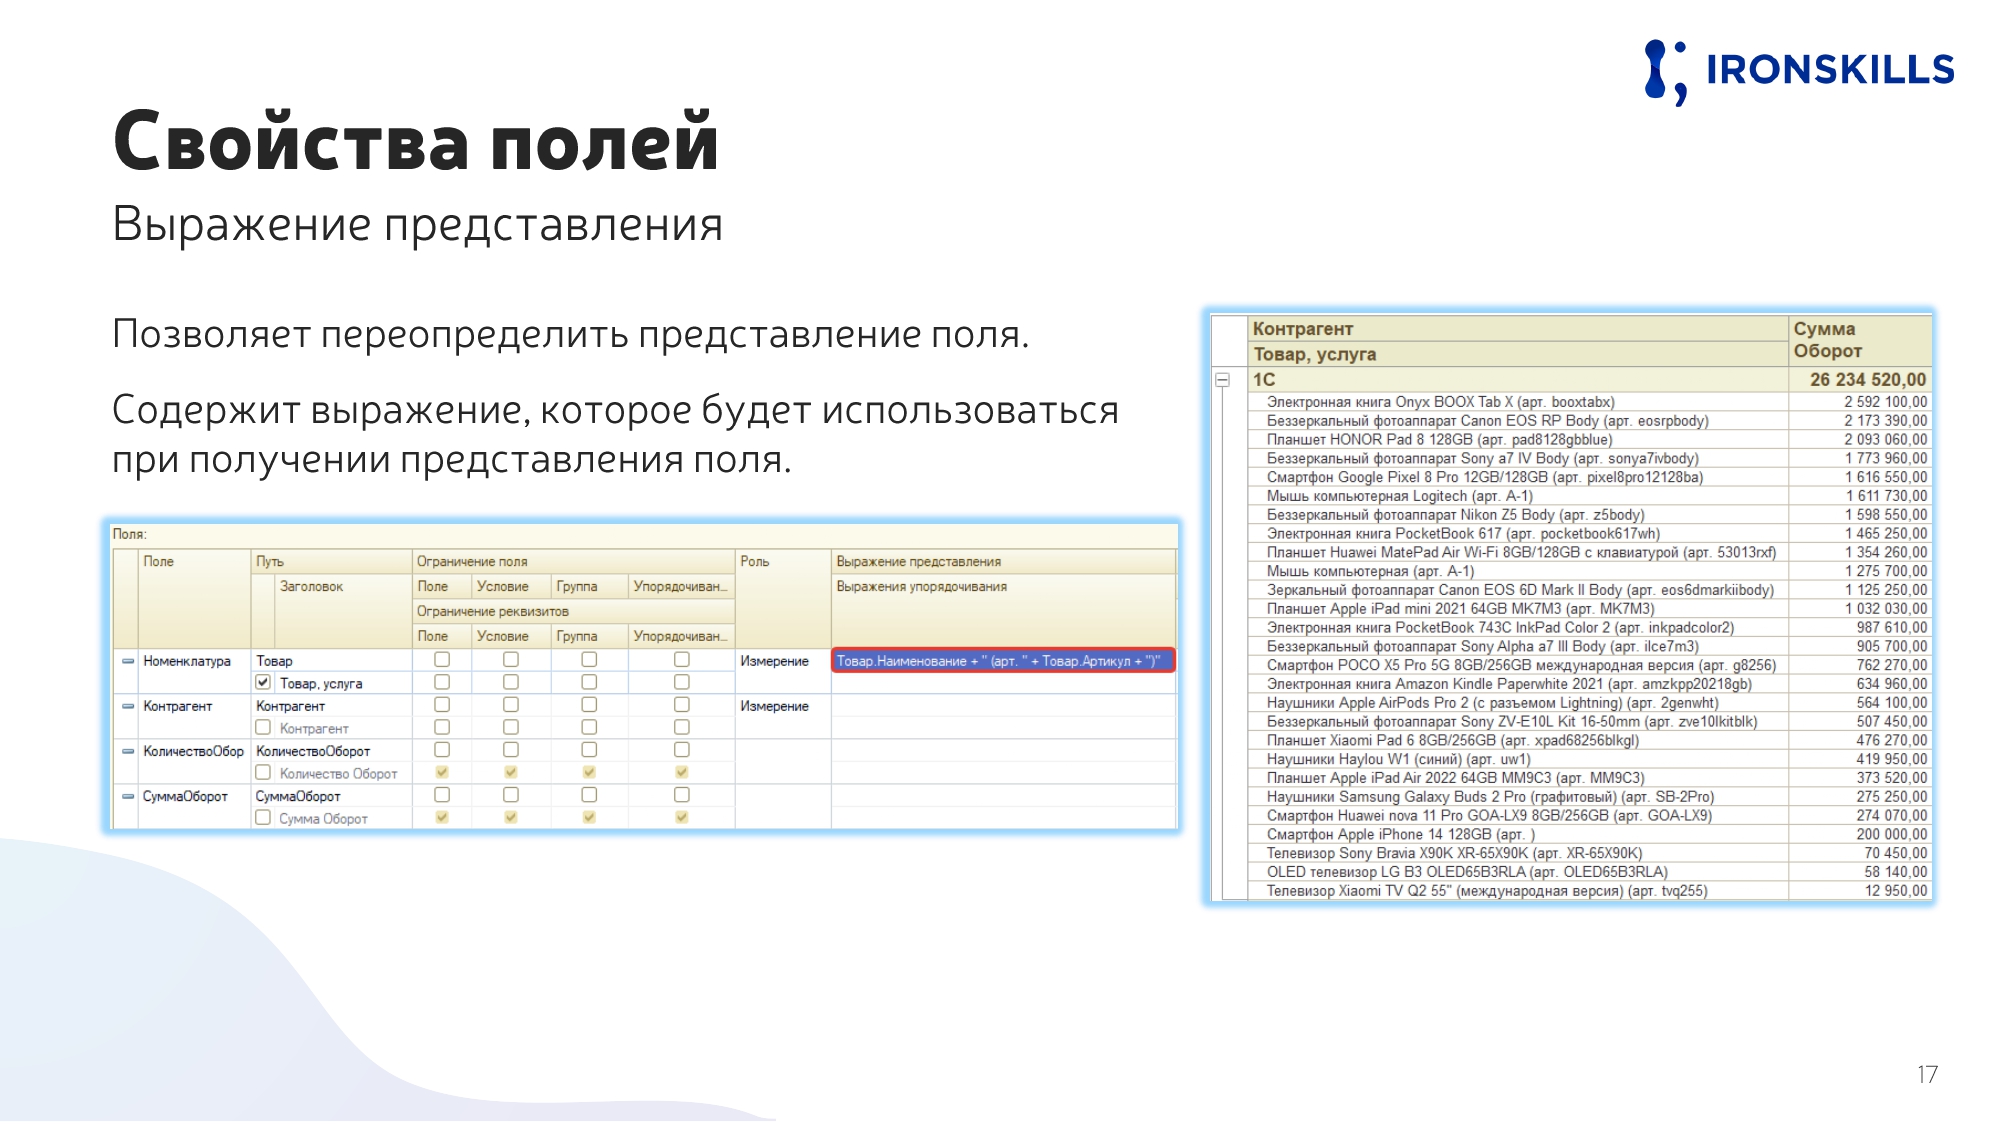 IRONSKILLS
Свойства полей
Выражение представления
Позволяет переопределить представление поля.
Содержит выражение, которое будет использоваться
при получении представления поля.
Поля:
Поле Путь Ограничение поля Роль Выражение представления
Заголовок Поле Условие Группа Упорядочиван... Выражения упорядочивания
Ограничение реквизитов
Поле Условие Группа Упорядочиван...
Номенклатура Товар Измерение Товар.Наименование + " (арт. " + Товар.Артикул + ")"
Товар, услуга
Контрагент Контрагент Измерение
Контрагент
КоличествоОбор КоличествоОборот
Количество Оборот
СуммаОборот СуммаОборот
Сумма Оборот
Контрагент Сумма
Товар, услуга Оборот
1С 26 234 520,00
Электронная книга Onyx BOOX Tab X (арт. booxtabx) 2 592 100,00
Беззеркальный фотоаппарат Canon EOS RP Body (арт. eosrpbody) 2 173 390,00
Планшет HONOR Pad 8 128GB (арт. pad8128gbblue) 2 093 060,00
Беззеркальный фотоаппарат Sony a7 IV Body (арт. sonya7ivbody) 1 773 960,00
Смартфон Google Pixel 8 Pro 12GB/128GB (арт. pixel8pro12128ba) 1 616 550,00
Мышь компьютерная Logitech (арт. A-1) 1 611 730,00
Беззеркальный фотоаппарат Nikon Z5 Body (арт. z5body) 1 598 550,00
Электронная книга PocketBook 617 (арт. pocketbook617wh) 1 465 250,00
Планшет Huawei MatePad Air Wi-Fi 8GB/128GB с клавиатурой (арт. 53013rxf) 1 354 260,00
Мышь компьютерная (арт. A-1) 1 275 700,00
Зеркальный фотоаппарат Canon EOS 6D Mark II Body (арт. eos6dmarkiibody) 1 125 250,00
Планшет Apple iPad mini 2021 64GB MK7M3 (арт. MK7M3) 1 032 030,00
Электронная книга PocketBook 743C InkPad Color 2 (арт. inkpadcolor2) 987 610,00
Беззеркальный фотоаппарат Sony Alpha a7 III Body (арт. ilce7m3) 905 700,00
Смартфон POCO X5 Pro 5G 8GB/256GB международная версия (арт. g8256) 762 270,00
Электронная книга Amazon Kindle Paperwhite 2021 (арт. amzkpp20218gb) 634 960,00
Наушники Apple AirPods Pro 2 (с разъемом Lightning) (арт. 2genwht) 564 100,00
Беззеркальный фотоаппарат Sony ZV-E10L Kit 16-50mm (арт. zve10lkitblk) 507 450,00
Планшет Xiaomi Pad 6 8GB/256GB (арт. xpad68256blkgl) 476 270,00
Наушники Haylou W1 (синий) (арт. uw1) 419 950,00
Планшет Apple iPad Air 2022 64GB MM9C3 (арт. MM9C3) 373 520,00
Наушники Samsung Galaxy Buds 2 Pro (графитовый) (арт. SB-2Pro) 275 250,00
Смартфон Huawei nova 11 Pro GOA-LX9 8GB/256GB (арт. GOA-LX9) 274 070,00
Смартфон Apple iPhone 14 128GB (арт. ) 200 000,00
Телевизор Sony Bravia X90K XR-65X90K (арт. XR-65X90K) 70 450,00
OLED телевизор LG B3 OLED65B3RLA (арт. OLED65B3RLA) 58 140,00
Телевизор Xiaomi TV Q2 55" (международная версия) (арт. tvq255) 12 950,00
17